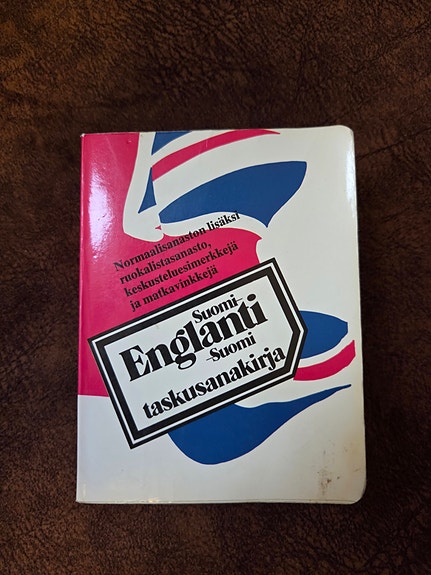 Normaalisanaston lisäksi
ruokalistasanasto,
keskusteluesimerkkejä
ja matkavinkkejä
Suomi–
Englanti
–Suomi
taskusanakirja